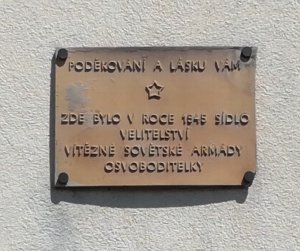 PODĚKOVÁNÍ A LÁSKU VÁM
ZDE BYLO V ROCE 1945 SÍDLO
VELITELSTVÍ
VÍTĚZNÉ SOVĚTSKÉ ARMÁDY
OSVOBODITELKY